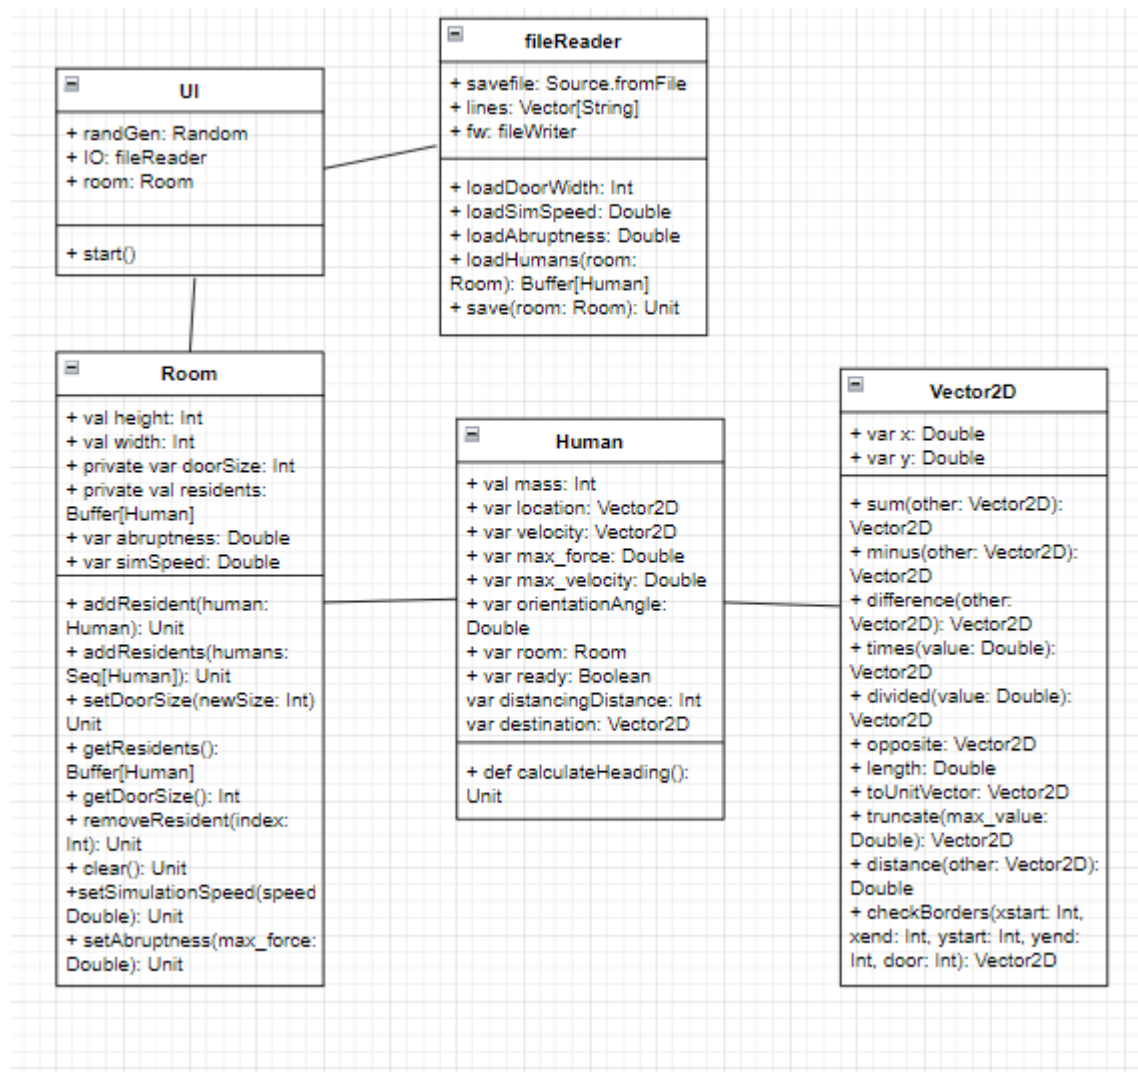 UI
+ randGen: Random
+ IO: fileReader
+ room: Room
+ start()
fileReader
+ savefile: Source.fromFile
+ lines: Vector[String]
+ fw: fileWriter
+ loadDoorWidth: Int
+ loadSimSpeed: Double
+ loadAbruptness: Double
+ loadHumans(room:
Room): Buffer[Human]
+ save(room: Room): Unit
Room
+ val height: Int
+ val width: Int
+ private var doorSize: Int
+ private val residents:
Buffer[Human]
+ var abruptness: Double
+ var simSpeed: Double
+ addResident(human:
Human): Unit
+ addResidents(humans:
Seq[Human]): Unit
+ setDoorSize(newSize: Int)
Unit
+ getResidents():
Buffer[Human]
+ getDoorSize(): Int
+ removeResident(index:
Int): Unit
+ clear(): Unit
+setSimulationSpeed(speed
Double): Unit
+ setAbruptness(max_force:
Double): Unit
Human
+ val mass: Int
+ var location: Vector2D
+ var velocity: Vector2D
+ var max_force: Double
+ var max_velocity: Double
+ var orientationAngle:
Double
+ var room: Room
+ var ready: Boolean
var distancingDistance: Int
var destination: Vector2D
+ def calculateHeading():
Unit
Vector2D
+ var x: Double
+ var y: Double
+ sum(other: Vector2D):
Vector2D
+ minus(other: Vector2D):
Vector2D
+ difference(other:
Vector2D): Vector2D
+ times(value: Double):
Vector2D
+ divided(value: Double):
Vector2D
+ opposite: Vector2D
+ length: Double
+ toUnitVector: Vector2D
+ truncate(max_value:
Double): Vector2D
+ distance(other: Vector2D):
Double
+ checkBorders(xstart: Int,
xend: Int, ystart: Int, yend:
Int, door: Int): Vector2D